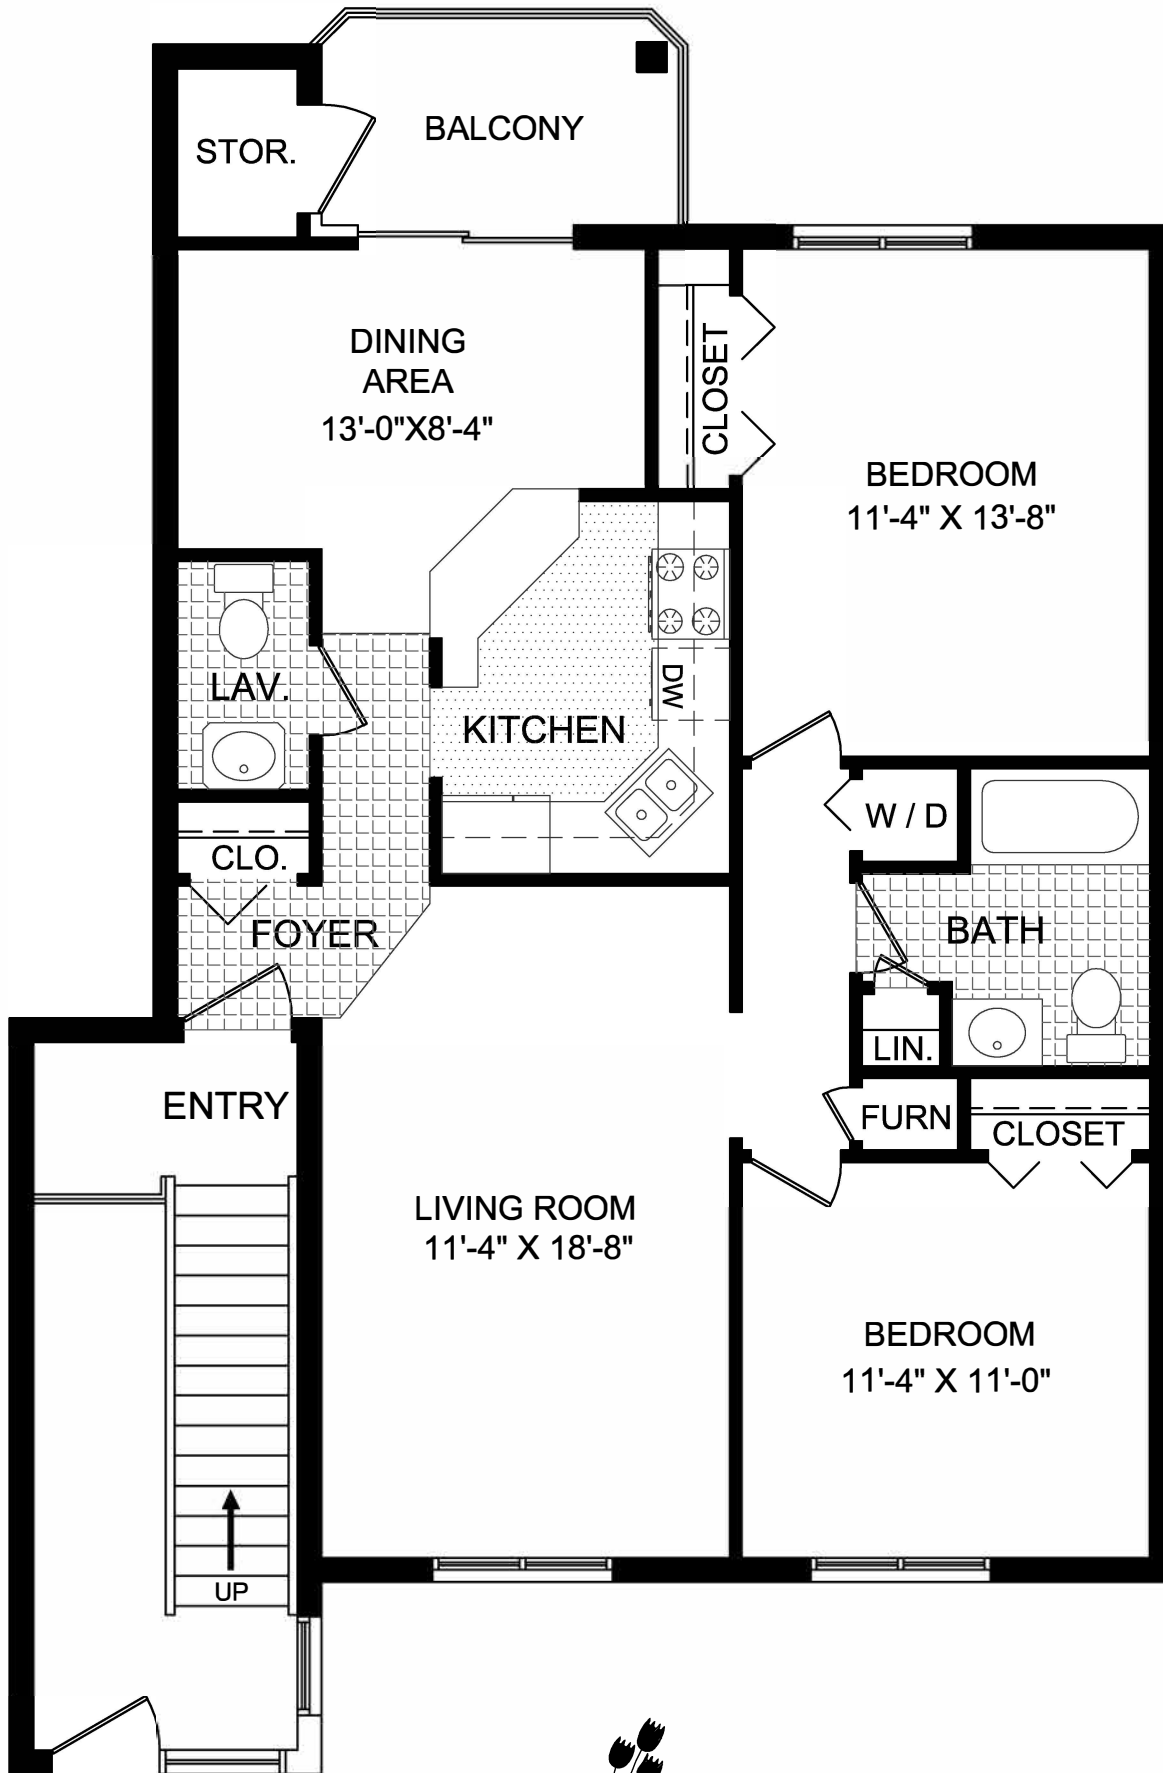 BALCONY
STOR.
DINING
AREA
13'-0"X8'-4"
CLOSET
BEDROOM
11'-4" X 13'-8"
LAV.
DW
KITCHEN
W / D
CLO.
FOYER
BATH
LIN.
ENTRY
FURN
CLOSET
LIVING ROOM
11'-4" X 18'-8"
BEDROOM
11'-4" X 11'-0"
UP